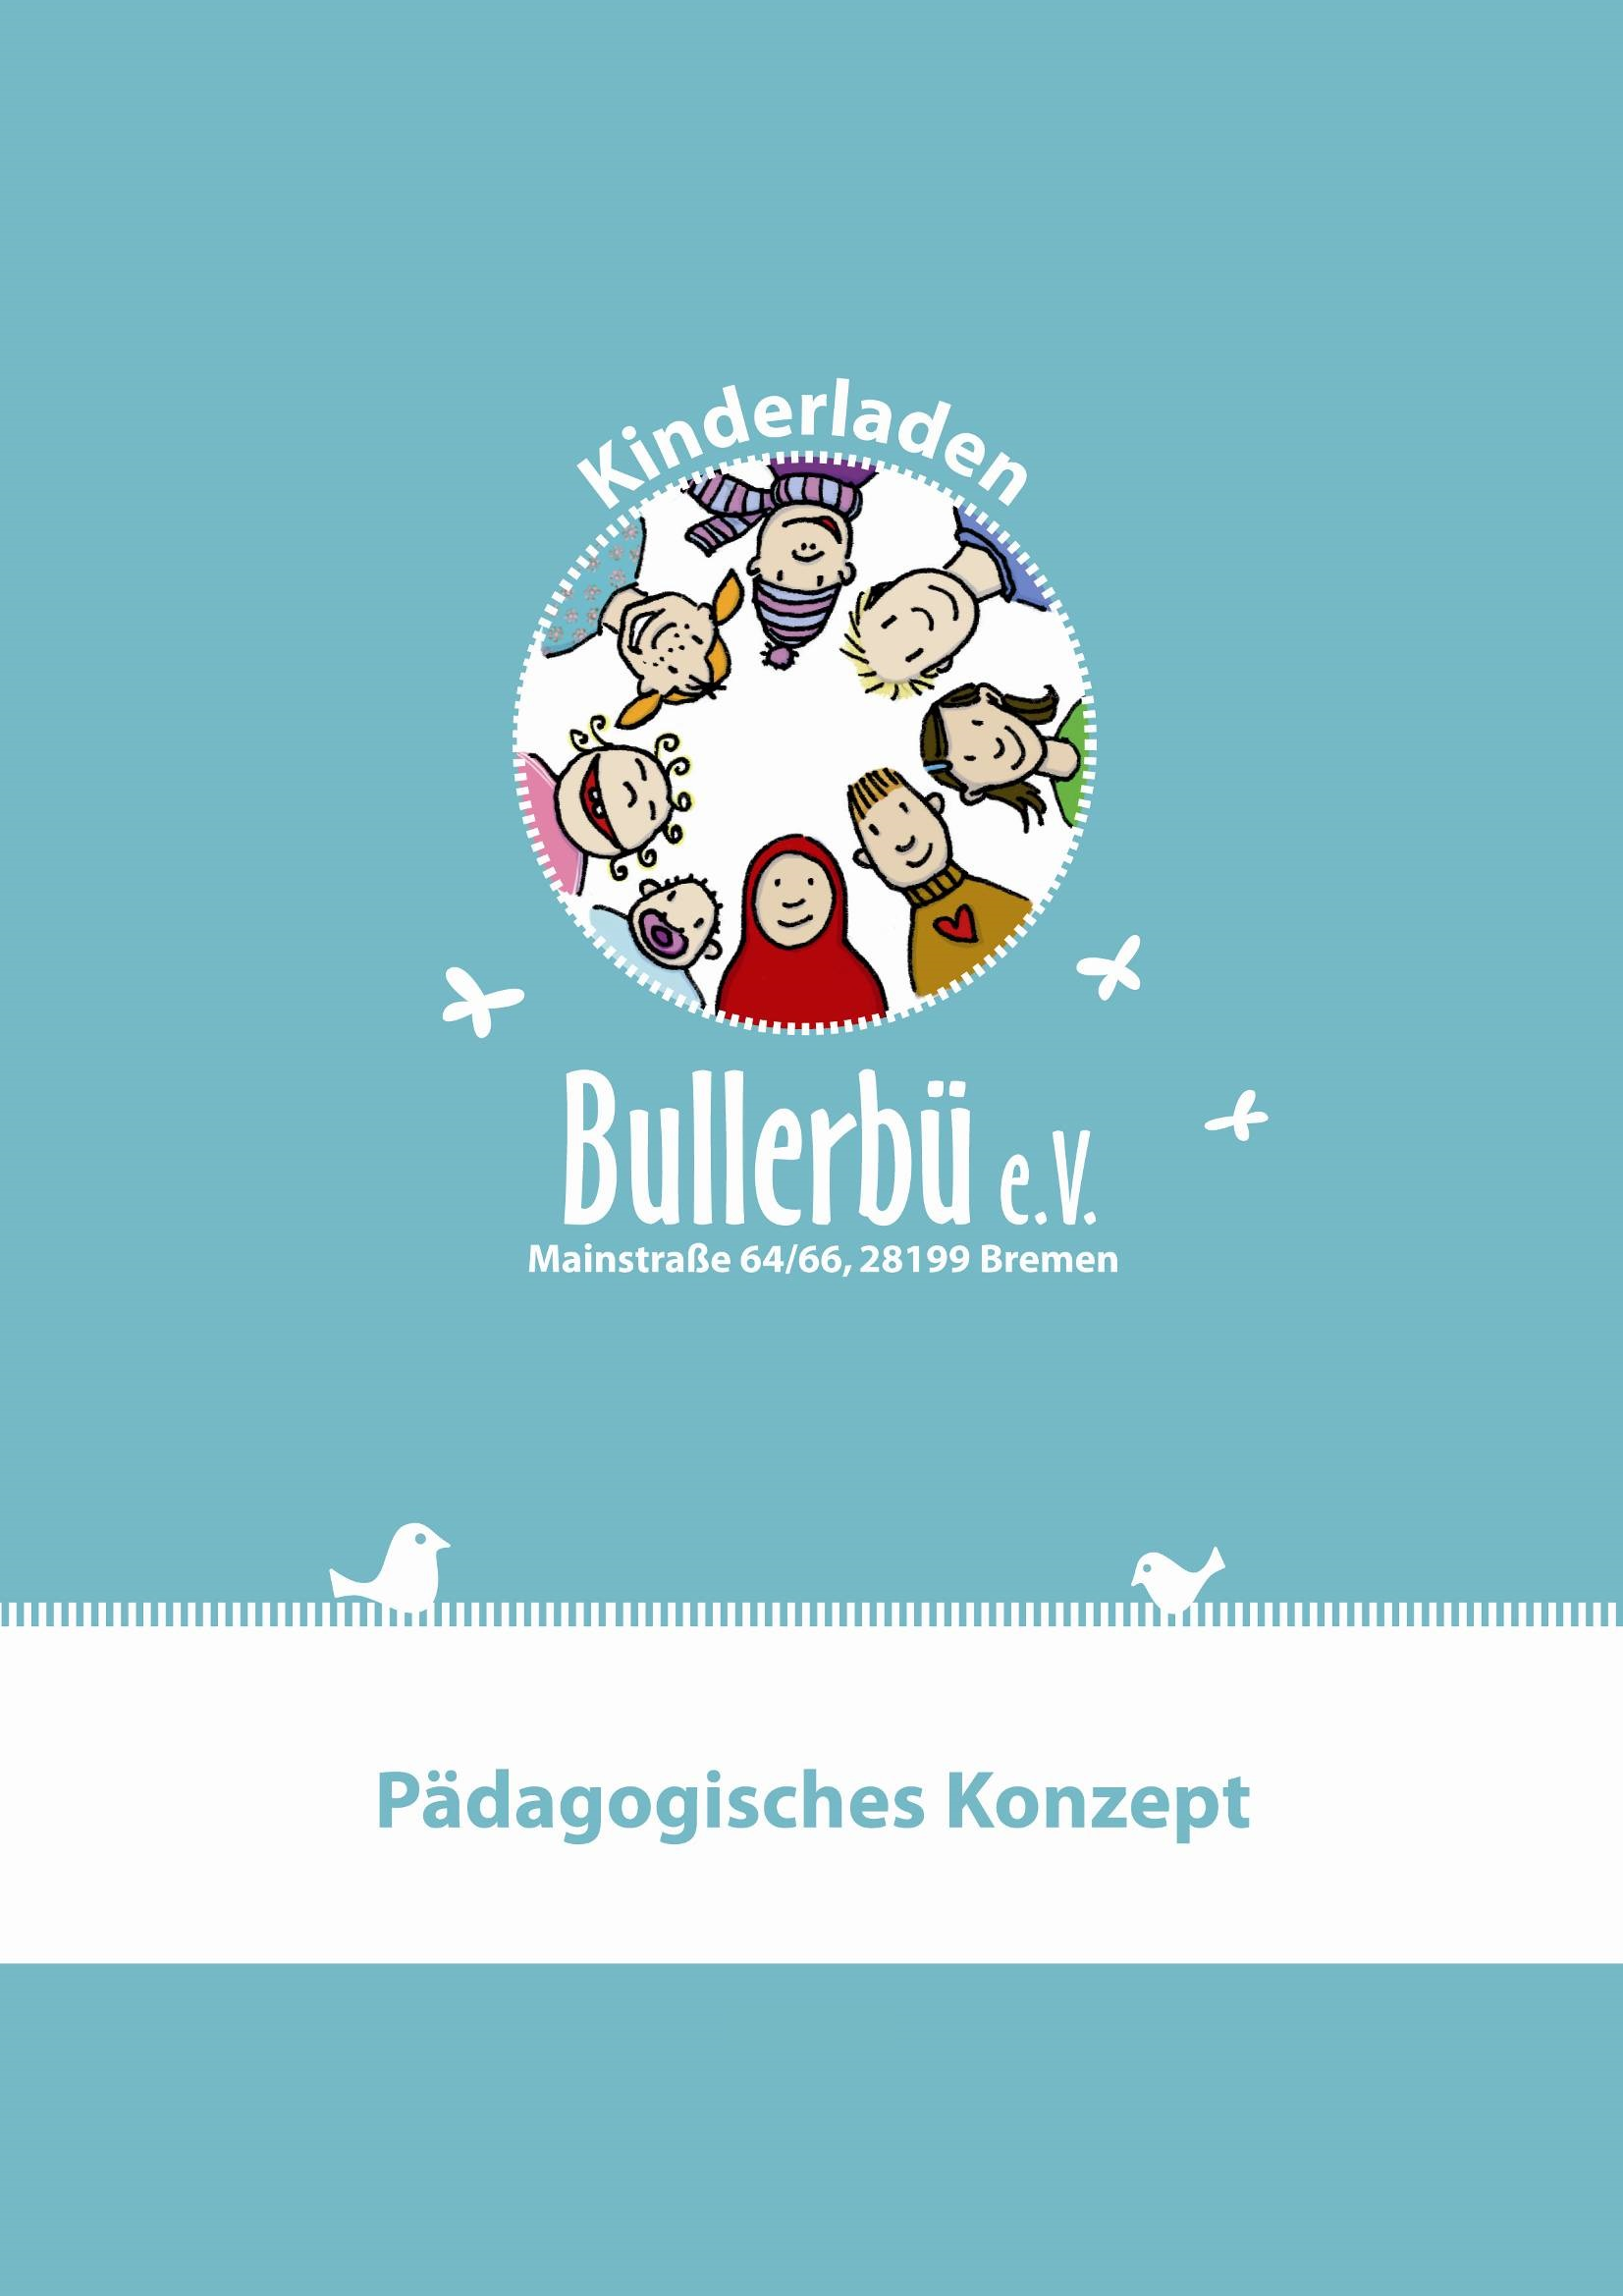 Kinderladen
Bullerbü e.V.
Mainstraße 64/66, 28199 Bremen
Pädagogisches Konzept